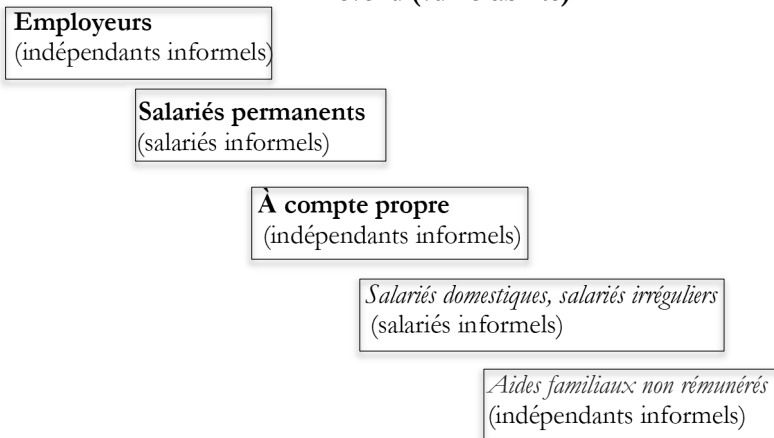 Employeurs
(indépendants informels)
Salariés permanents
(salariés informels)
À compte propre
(indépendants informels)
Salariés domestiques, salariés irréguliers
(salariés informels)
Aides familiaux non rémunérés
(indépendants informels)